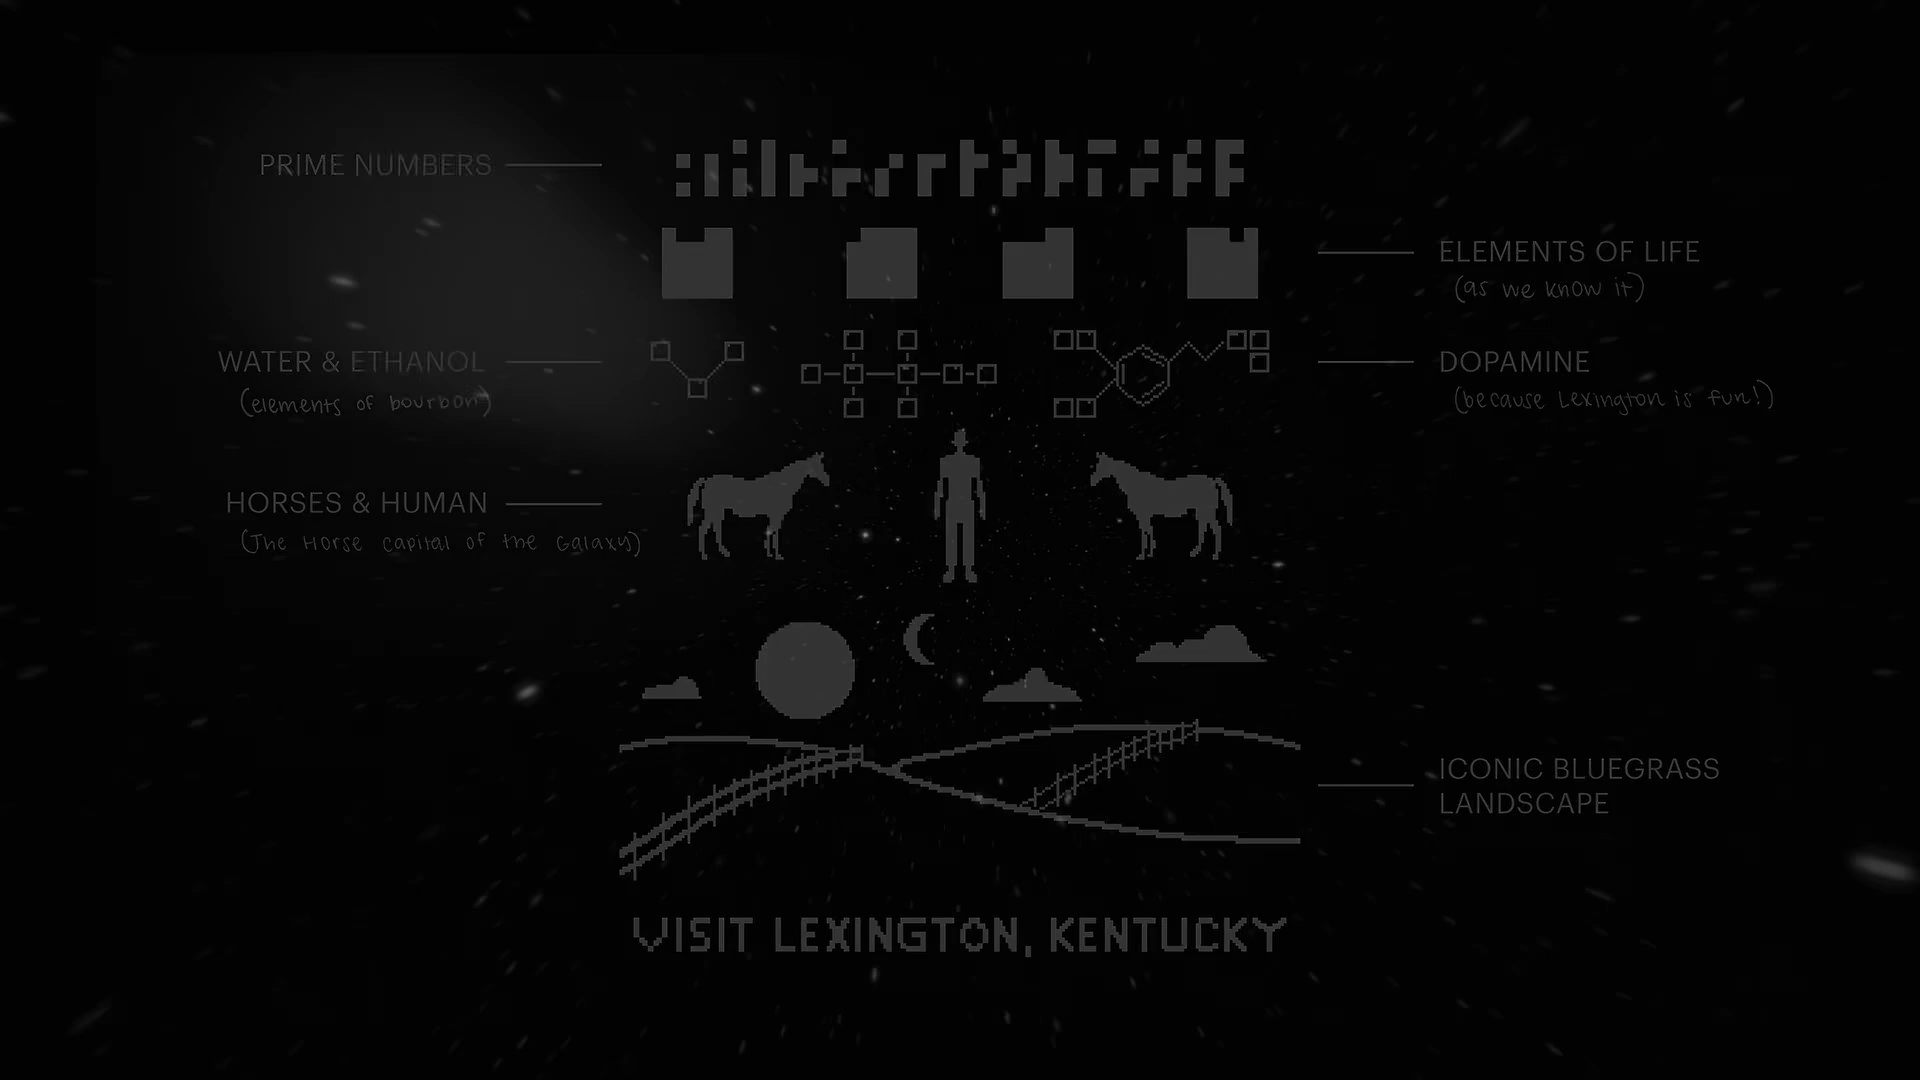 PRIME NUMBERS
ELEMENTS OF LIFE
(as we know it)
WATER & ETHANOL
(elements of bourbon)
DOPAMINE
(because Lexington is fun!)
HORSES & HUMAN
(The Horse Capital of the Galaxy)
ICONIC BLUEGRASS
LANDSCAPE
VISIT LEXINGTON, KENTUCKY